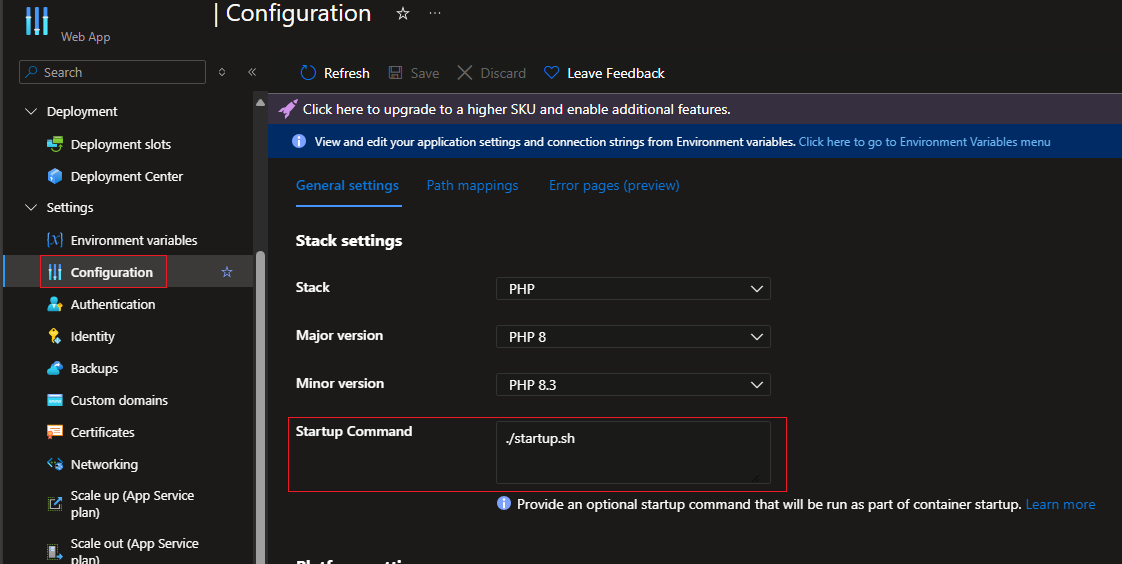 | Configuration
Web App
Search
Refresh
Save
Discard
Leave Feedback
Click here to upgrade to a higher SKU and enable additional features.
View and edit your application settings and connection strings from Environment variables. Click here to go to Environment Variables menu
Deployment
Deployment slots
Deployment Center
Settings
Environment variables
Configuration
Authentication
Identity
Backups
Custom domains
Certificates
Networking
Scale up (App Service
plan)
Scale out (App Service
plan)
General settings
Path mappings
Error pages (preview)
Stack settings
Stack
PHP
Major version
PHP 8
Minor version
PHP 8.3
Startup Command
./startup.sh
Provide an optional startup command that will be run as part of container startup. Learn more
Platform settings